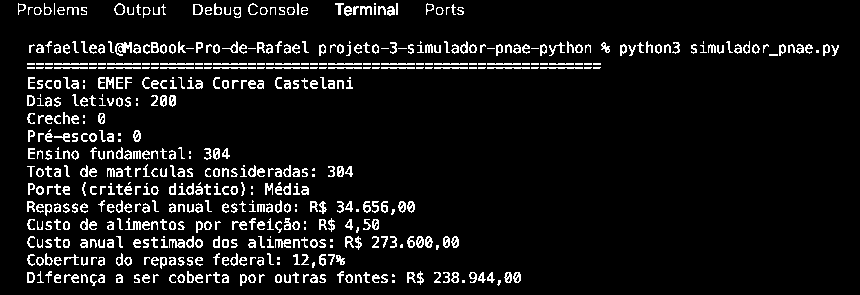 Problems Output Debug Console Terminal Ports
rafaelleal@MacBook-Pro-de-Rafael projeto-3-simulador-pnae-python % python3 simulador_pnae.py
================================================================
Escola: EMEF Cecilia Correa Castelani
Dias letivos: 200
Creche: 0
Pré-escola: 0
Ensino fundamental: 304
Total de matrículas consideradas: 304
Porte (critério didático): Média
Repasse federal anual estimado: R$ 34.656,00
Custo de alimentos por refeição: R$ 4,50
Custo anual estimado dos alimentos: R$ 273.600,00
Cobertura do repasse federal: 12,67%
Diferença a ser coberta por outras fontes: R$ 238.944,00